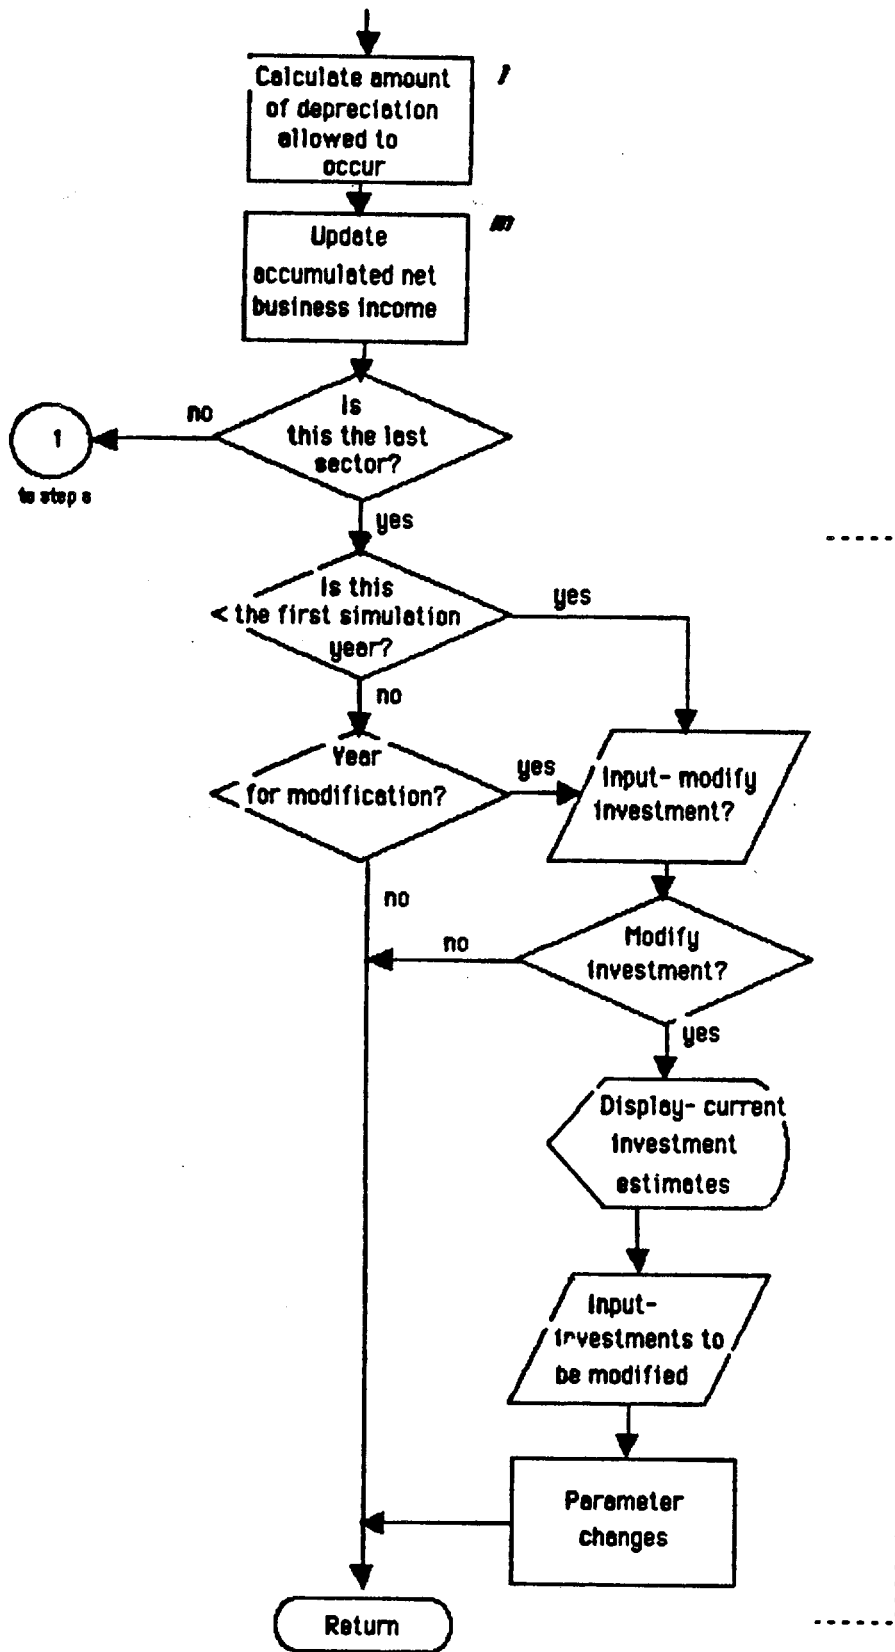 Calculate amount
of depreciation
allowed to
occur
l
Update
m
accumulated net
business income
Is
this the last
sector?
no
1
to step a
yes
Is this
the first simulation
year?
yes
no
Year
for modification?
yes
Input- modify
investment?
no
Modify
investment?
no
yes
Display- current
investment
estimates
Input-
investments to
be modified
Parameter
changes
Return